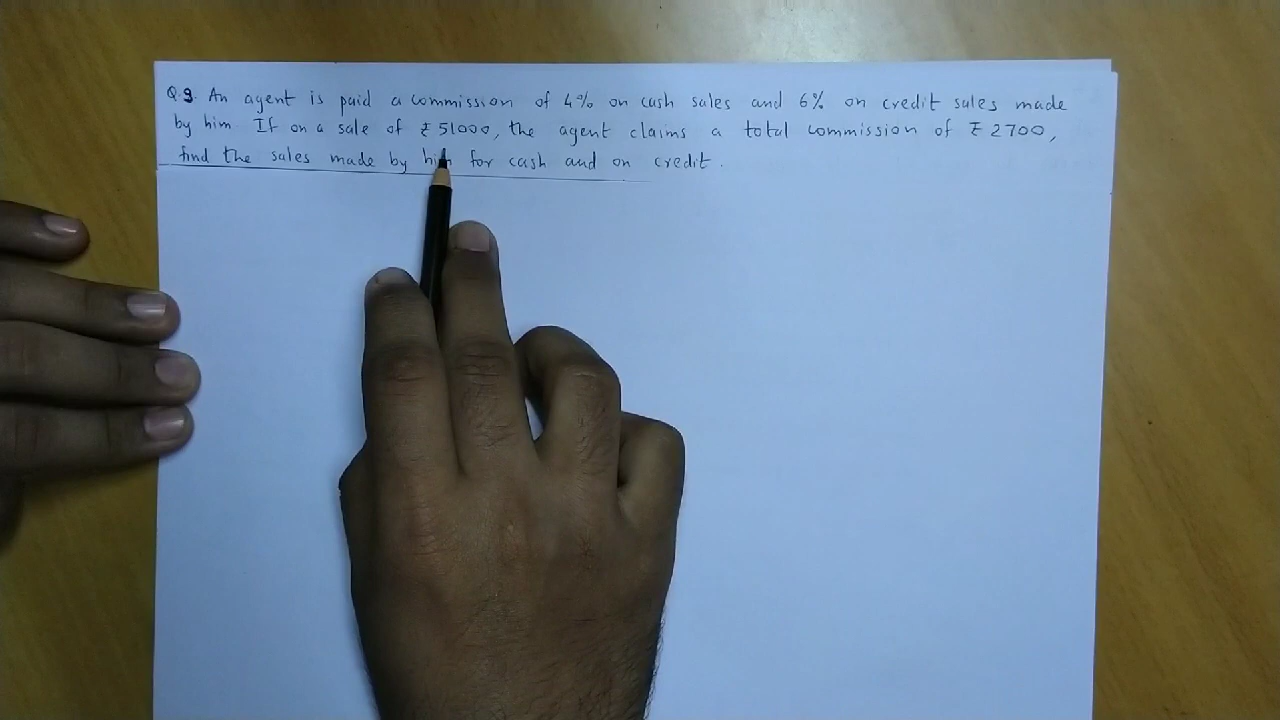 Q.9. An agent is paid a commission of 4% on cash sales and 6% on credit sales made
by him If on a sale of ₹51000, the agent claims a total commission of ₹2700,
find the sales made by him for cash and on credit.